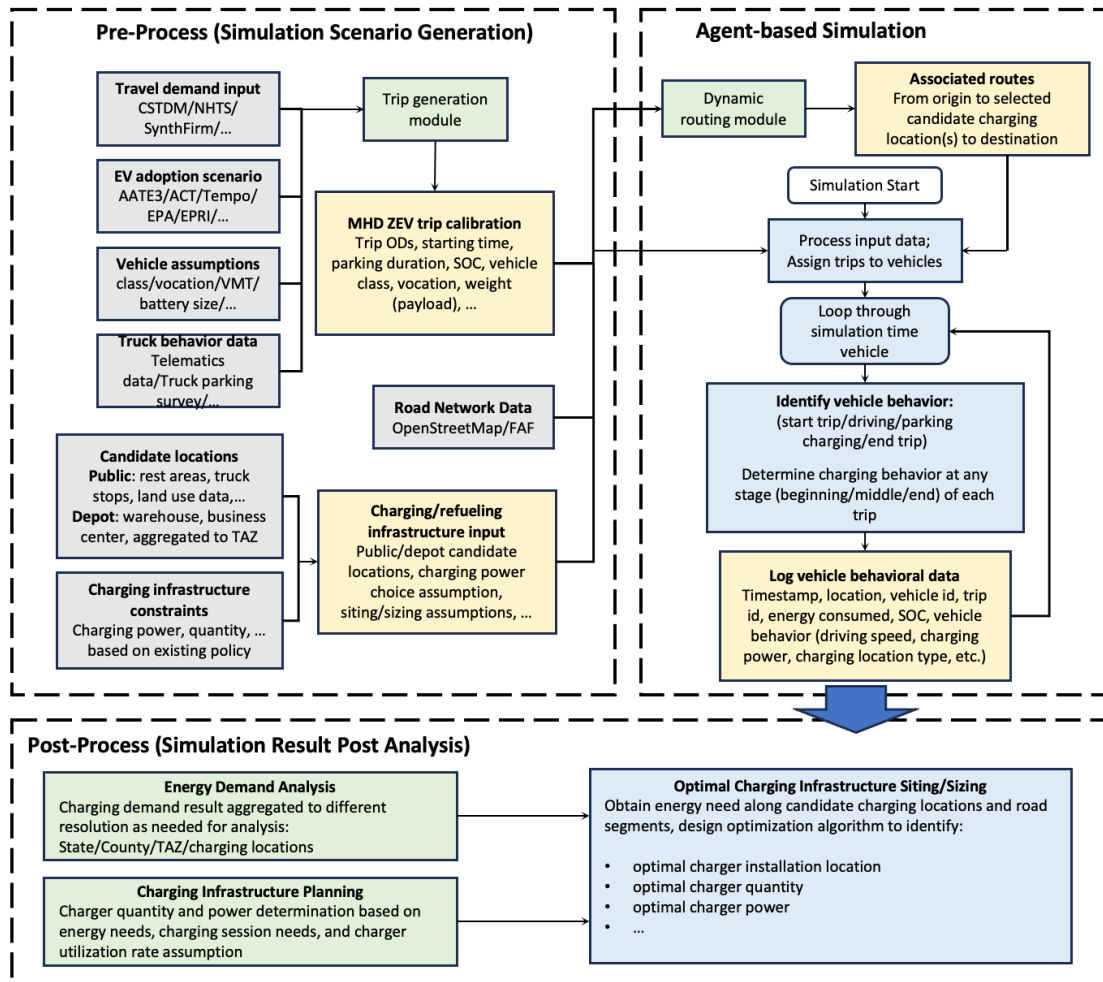 Pre-Process (Simulation Scenario Generation)
Travel demand input
CSTDM/NHTS/
SynthFirm/…
Trip generation
module
EV adoption scenario
AATE3/ACT/Tempo/
EPA/EPRI/…
Vehicle assumptions
class/vocation/VMT/
battery size/…
Truck behavior data
Telematics
data/Truck parking
survey/…
MHD ZEV trip calibration
Trip ODs, starting time,
parking duration, SOC, vehicle
class, vocation, weight
(payload), …
Road Network Data
OpenStreetMap/FAF
Candidate locations
Public: rest areas, truck
stops, land use data,…
Depot: warehouse, business
center, aggregated to TAZ
Charging infrastructure
constraints
Charging power, quantity, …
based on existing policy
Charging/refueling
infrastructure input
Public/depot candidate
locations, charging power
choice assumption,
siting/sizing assumptions, …
Agent-based Simulation
Dynamic
routing module
Associated routes
From origin to selected
candidate charging
location(s) to destination
Simulation Start
Process input data;
Assign trips to vehicles
Loop through
simulation time
vehicle
Identify vehicle behavior:
(start trip/driving/parking
charging/end trip)
Determine charging behavior at any
stage (beginning/middle/end) of each
trip
Log vehicle behavioral data
Timestamp, location, vehicle id, trip
id, energy consumed, SOC, vehicle
behavior (driving speed, charging
power, charging location type, etc.)
Post-Process (Simulation Result Post Analysis)
Energy Demand Analysis
Charging demand result aggregated to different
resolution as needed for analysis:
State/County/TAZ/charging locations
Charging Infrastructure Planning
Charger quantity and power determination based on
energy needs, charging session needs, and charger
utilization rate assumption
Optimal Charging Infrastructure Siting/Sizing
Obtain energy need along candidate charging locations and road
segments, design optimization algorithm to identify:
• optimal charger installation location
• optimal charger quantity
• optimal charger power
• …